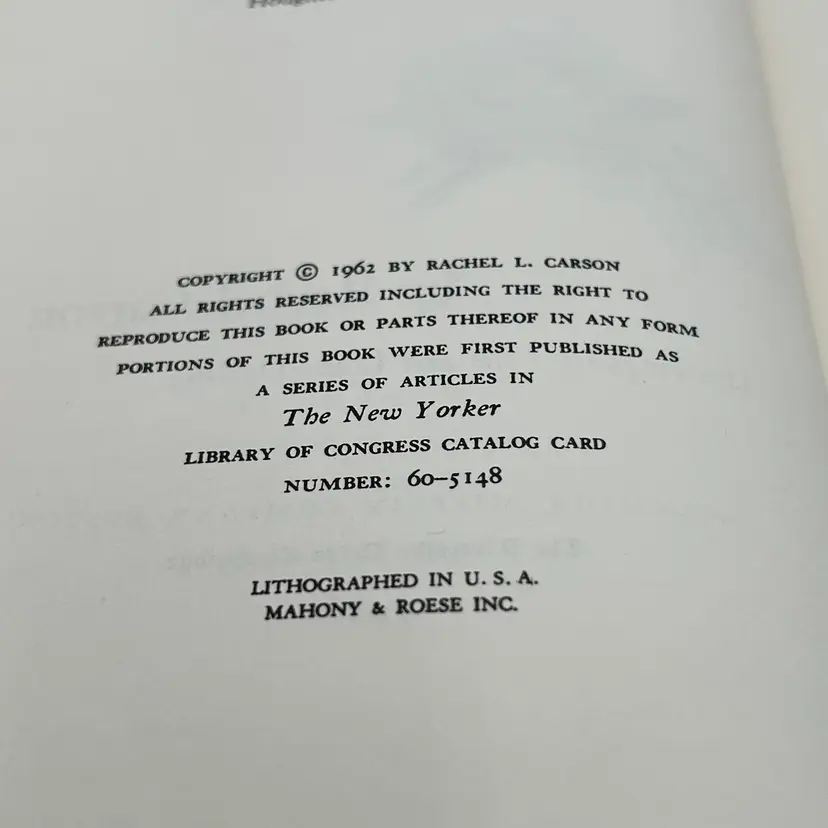 COPYRIGHT © 1962 BY RACHEL L. CARSON
ALL RIGHTS RESERVED INCLUDING THE RIGHT TO
REPRODUCE THIS BOOK OR PARTS THEREOF IN ANY FORM
PORTIONS OF THIS BOOK WERE FIRST PUBLISHED AS
A SERIES OF ARTICLES IN
The New Yorker
LIBRARY OF CONGRESS CATALOG CARD
NUMBER: 60–5148
LITHOGRAPHED IN U. S. A.
MAHONY & ROESE INC.